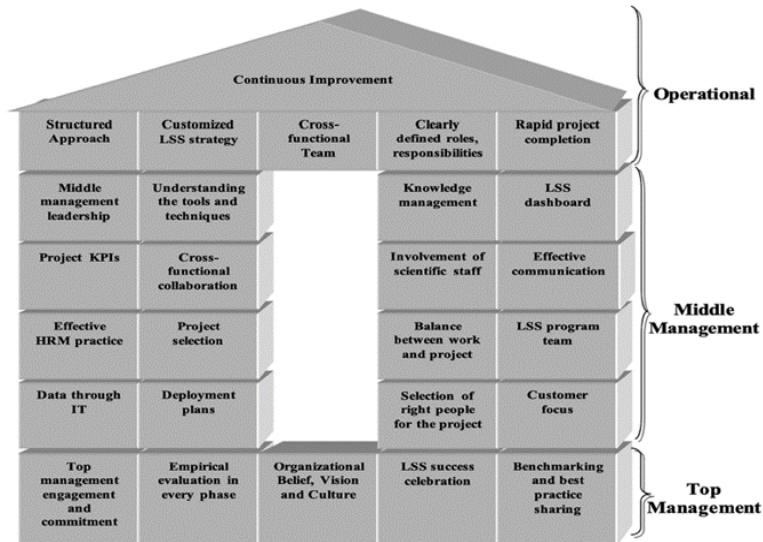 Continuous Improvement
Operational
Structured
Approach
Customized
LSS strategy
Cross-
functional
Team
Clearly
defined roles,
responsibilities
Rapid project
completion
Middle
management
leadership
Understanding
the tools and
techniques
Knowledge
management
LSS
dashboard
Project KPIs
Cross-
functional
collaboration
Involvement of
scientific staff
Effective
communication
Middle
Management
Effective
HRM practice
Project
selection
Balance
between work
and project
LSS program
team
Data through
IT
Deployment
plans
Selection of
right people
for the project
Customer
focus
Top
management
engagement
and
commitment
Empirical
evaluation in
every phase
Organizational
Belief, Vision
and Culture
LSS success
celebration
Benchmarking
and best
practice
sharing
Top
Management